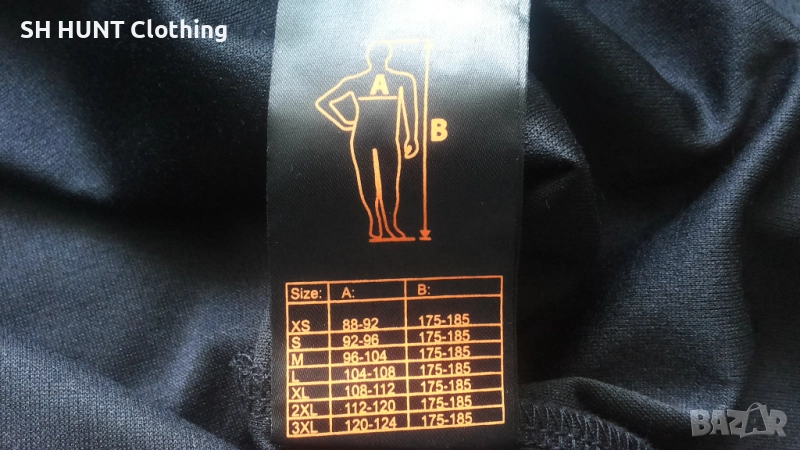 SH HUNT Clothing
A
B
Size: A: B:
XS 88-92 175-185
S 92-96 175-185
M 96-104 175-185
L 104-108 175-185
XL 108-112 175-185
2XL 112-120 175-185
3XL 120-124 175-185
BAZAR